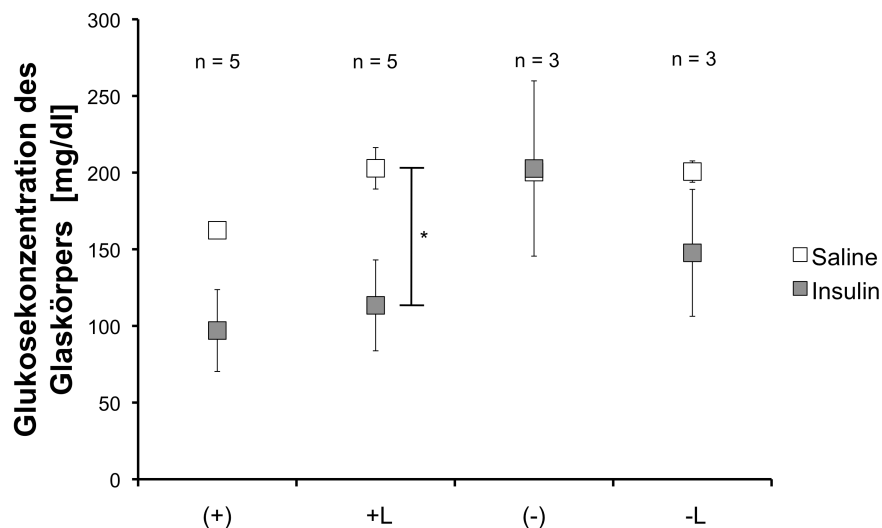 300
250
200
150
100
50
0
Glukosekonzentration des
Glaskörpers [mg/dl]
n = 5
n = 5
n = 3
n = 3
*
Saline
Insulin
(+)
+L
(-)
-L